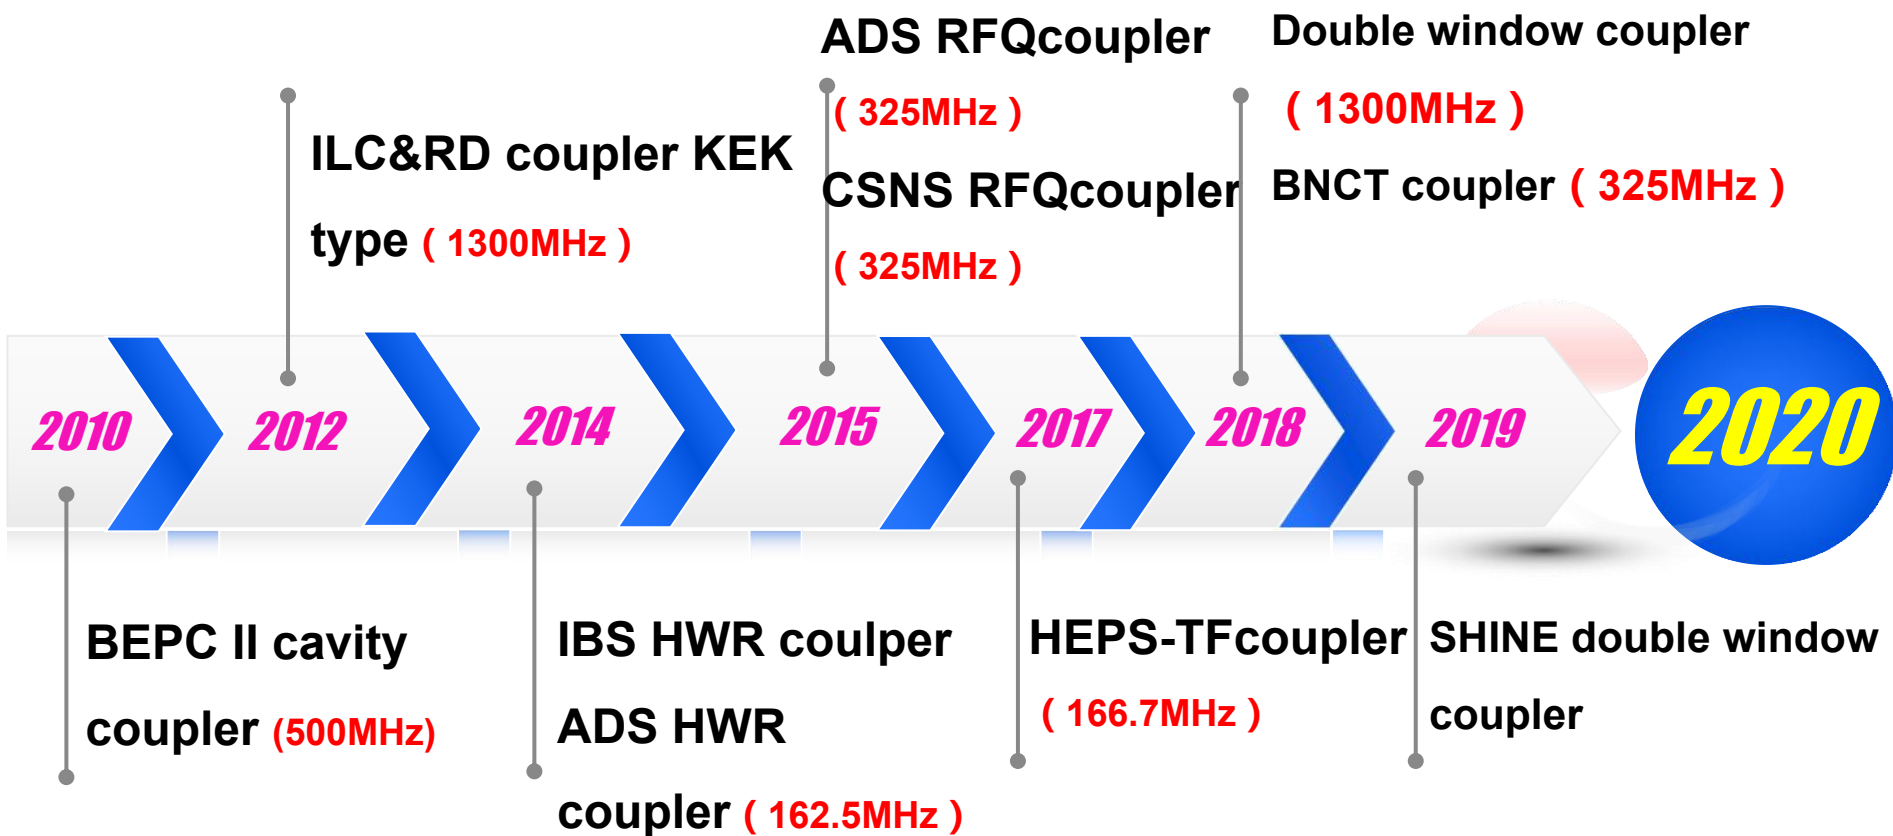 ADS RFQcoupler
( 325MHz )
CSNS RFQcoupler
( 325MHz )
Double window coupler
( 1300MHz )
BNCT coupler ( 325MHz )
ILC&RD coupler KEK
type ( 1300MHz )
2010
2012
2014
2015
2017
2018
2019
2020
BEPC II cavity
coupler (500MHz)
IBS HWR coulper
ADS HWR
coupler ( 162.5MHz )
HEPS-TFcoupler
( 166.7MHz )
SHINE double window
coupler